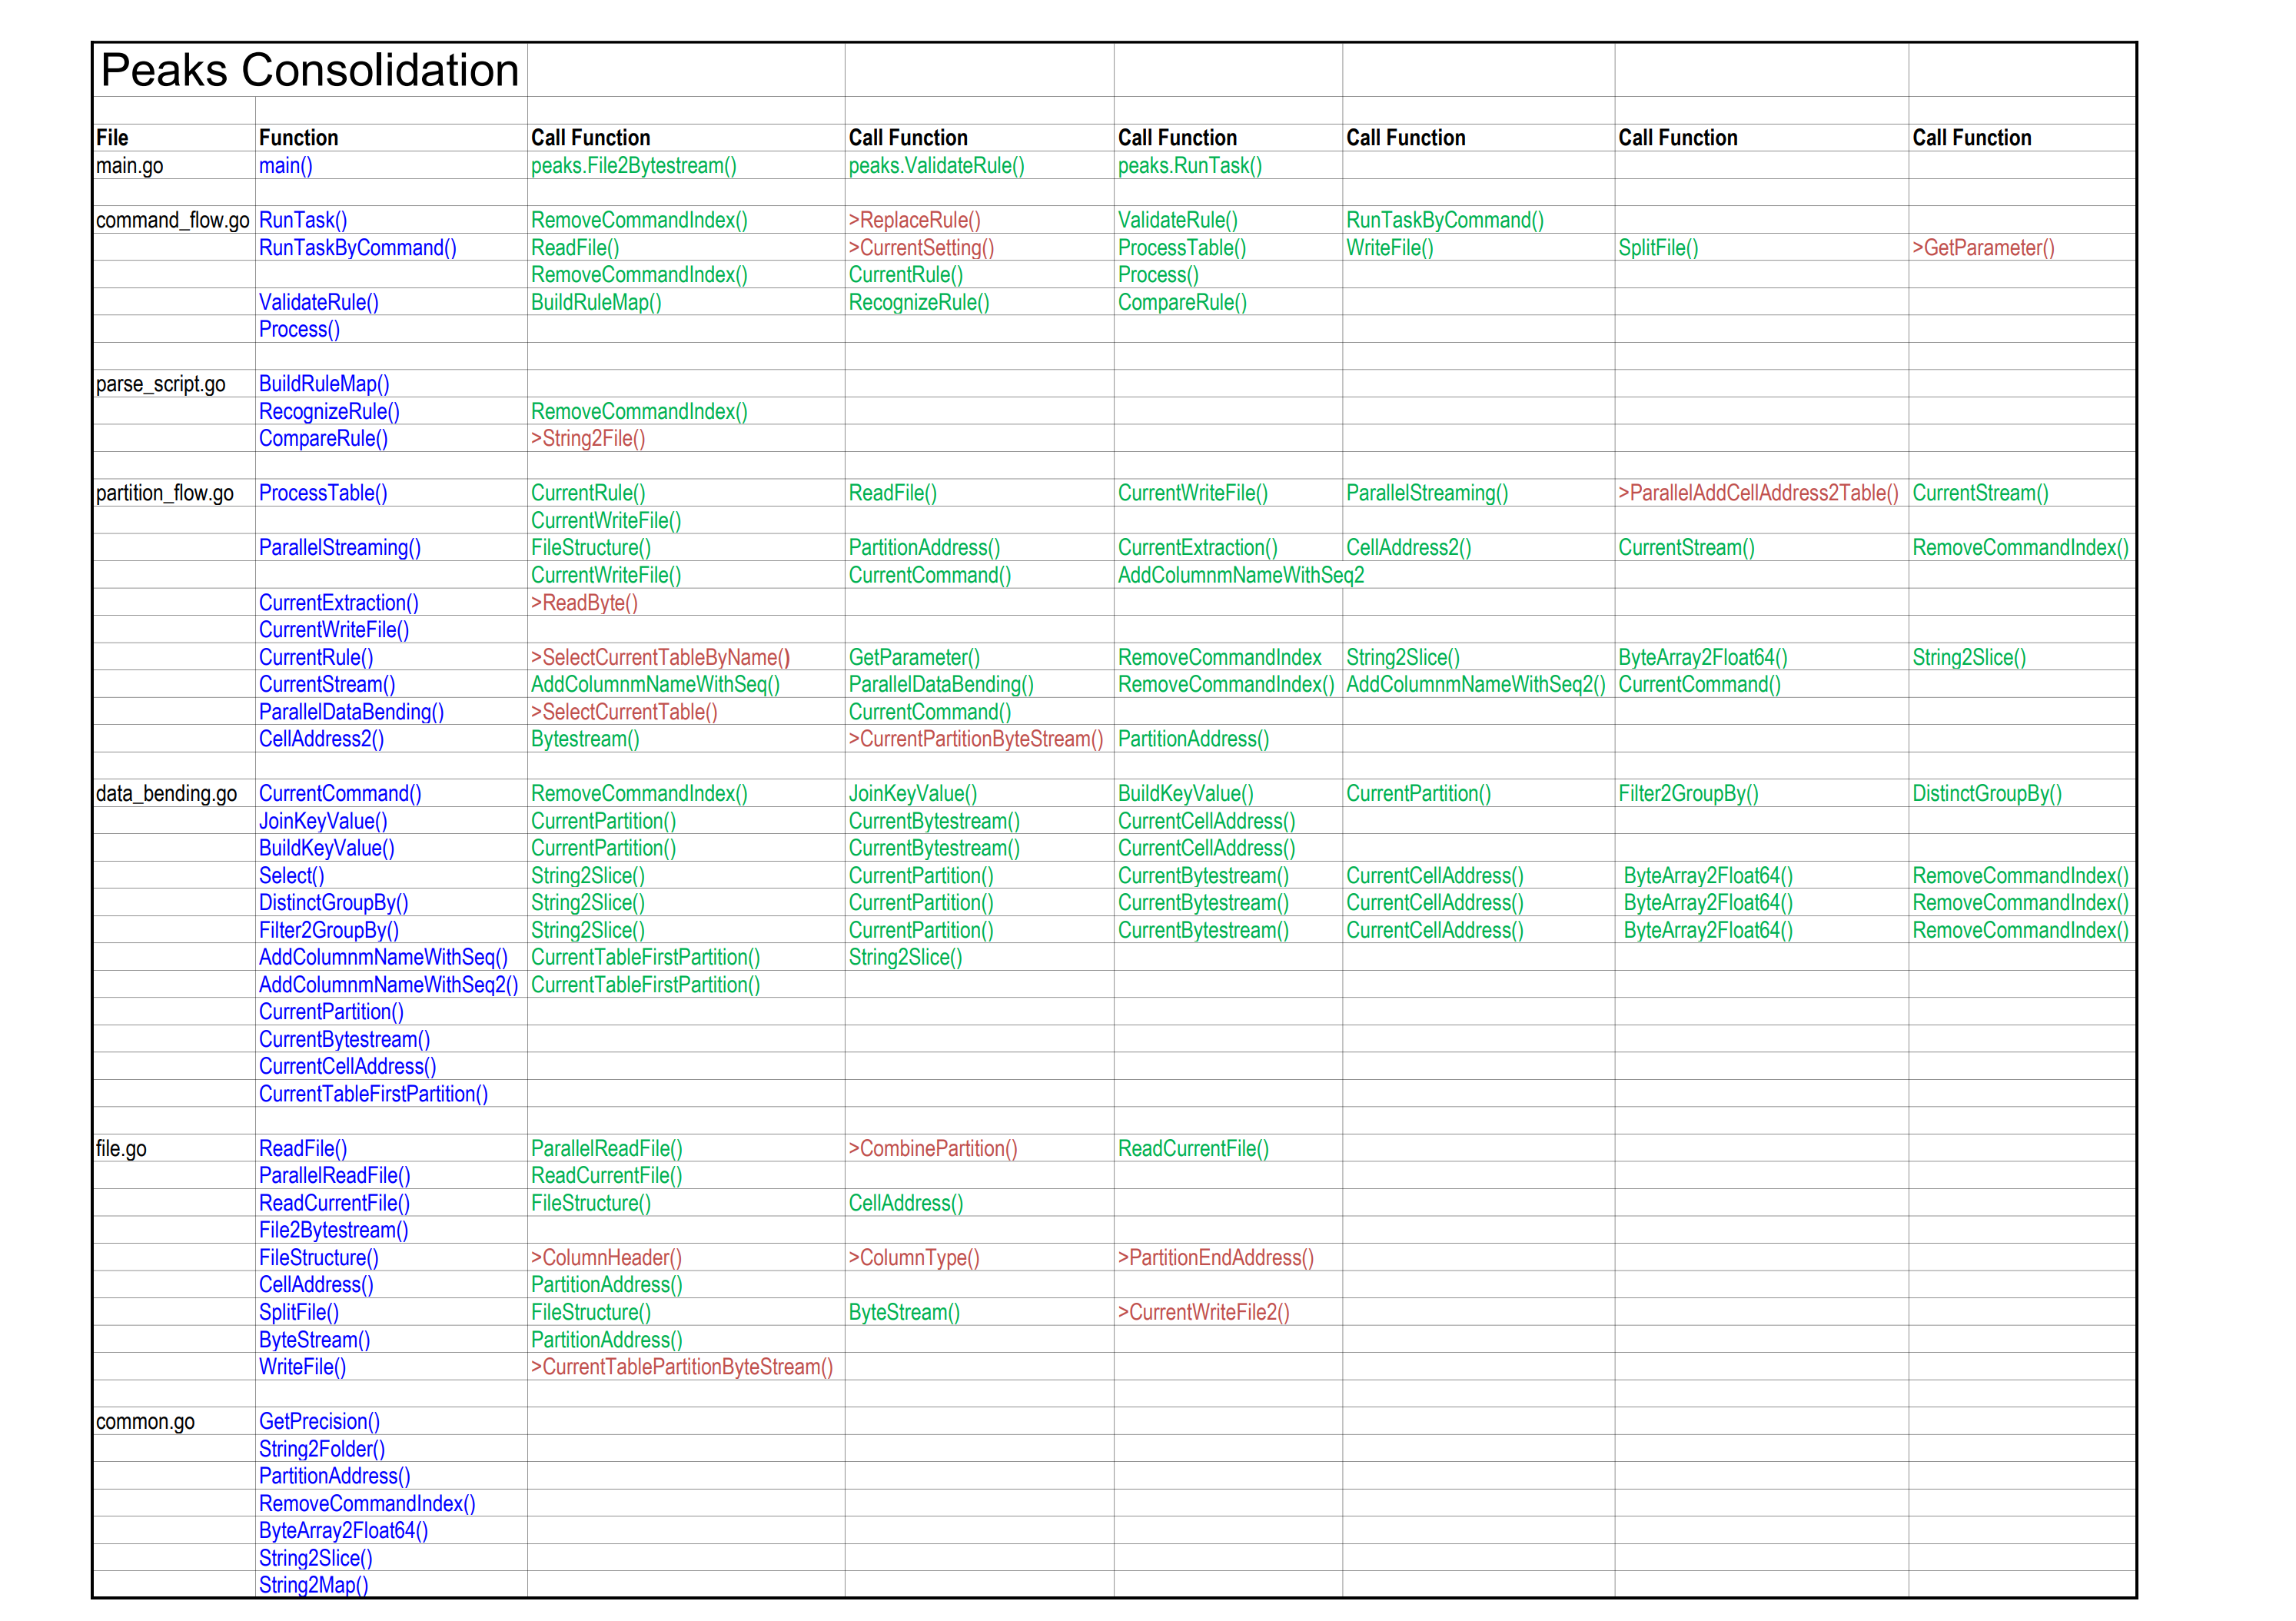 Peaks Consolidation
File Function Call Function Call Function Call Function Call Function Call Function Call Function
main.go main() peaks.File2Bytestream() peaks.ValidateRule() peaks.RunTask()
command_flow.go RunTask() RemoveCommandIndex() >ReplaceRule() ValidateRule() RunTaskByCommand()
RunTaskByCommand() ReadFile() >CurrentSetting() ProcessTable() WriteFile() SplitFile() >GetParameter()
RemoveCommandIndex() CurrentRule() Process()
ValidateRule() BuildRuleMap() RecognizeRule() CompareRule()
Process()
parse_script.go BuildRuleMap()
RecognizeRule() RemoveCommandIndex()
CompareRule() >String2File()
partition_flow.go ProcessTable() CurrentRule() ReadFile() CurrentWriteFile() ParallelStreaming() >ParallelAddCellAddress2Table() CurrentStream()
CurrentWriteFile()
ParallelStreaming() FileStructure() PartitionAddress() CurrentExtraction() CellAddress2() CurrentStream() RemoveCommandIndex()
CurrentWriteFile() CurrentCommand() AddColumnmNameWithSeq2
CurrentExtraction() >ReadByte()
CurrentWriteFile()
CurrentRule() >SelectCurrentTableByName() GetParameter() RemoveCommandIndex String2Slice() ByteArray2Float64() String2Slice()
CurrentStream() AddColumnmNameWithSeq() ParallelDataBending() RemoveCommandIndex() AddColumnmNameWithSeq2() CurrentCommand()
ParallelDataBending() >SelectCurrentTable() CurrentCommand()
CellAddress2() Bytestream() >CurrentPartitionByteStream() PartitionAddress()
data_bending.go CurrentCommand() RemoveCommandIndex() JoinKeyValue() BuildKeyValue() CurrentPartition() Filter2GroupBy() DistinctGroupBy()
JoinKeyValue() CurrentPartition() CurrentBytestream() CurrentCellAddress()
BuildKeyValue() CurrentPartition() CurrentBytestream() CurrentCellAddress()
Select() String2Slice() CurrentPartition() CurrentBytestream() CurrentCellAddress() ByteArray2Float64() RemoveCommandIndex()
DistinctGroupBy() String2Slice() CurrentPartition() CurrentBytestream() CurrentCellAddress() ByteArray2Float64() RemoveCommandIndex()
Filter2GroupBy() String2Slice() CurrentPartition() CurrentBytestream() CurrentCellAddress() ByteArray2Float64() RemoveCommandIndex()
AddColumnmNameWithSeq() CurrentTableFirstPartition() String2Slice()
AddColumnmNameWithSeq2() CurrentTableFirstPartition()
CurrentPartition()
CurrentBytestream()
CurrentCellAddress()
CurrentTableFirstPartition()
file.go ReadFile() ParallelReadFile() >CombinePartition() ReadCurrentFile()
ParallelReadFile() ReadCurrentFile()
ReadCurrentFile() FileStructure() CellAddress()
File2Bytestream()
FileStructure() >ColumnHeader() >ColumnType() >PartitionEndAddress()
CellAddress() PartitionAddress()
SplitFile() FileStructure() ByteStream() >CurrentWriteFile2()
ByteStream() PartitionAddress()
WriteFile() >CurrentTablePartitionByteStream()
common.go GetPrecision()
String2Folder()
PartitionAddress()
RemoveCommandIndex()
ByteArray2Float64()
String2Slice()
String2Map()